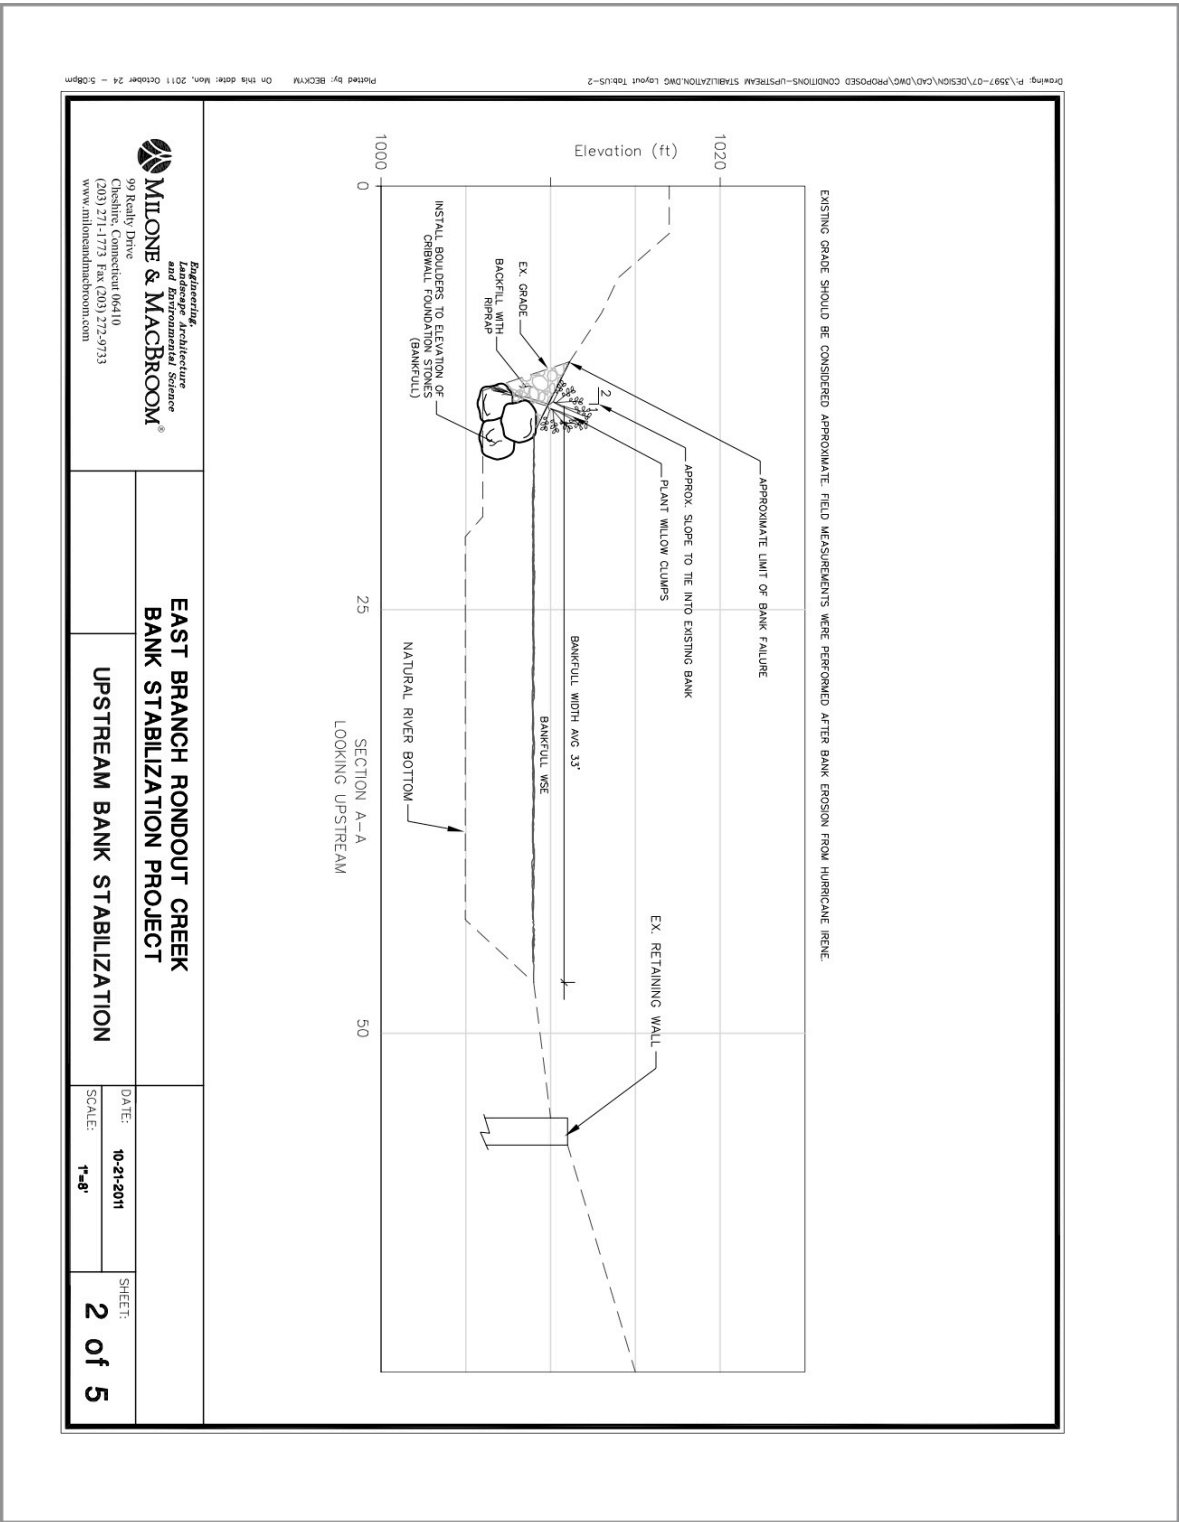 Drawing: P:\3597-07\DESIGN\CAD\DWG\PROPOSED CONDITIONS-UPSTREAM STABILIZATION.DWG Layout Tab:US-2
Plotted by: BECKYM On this date: Mon, 2011 October 24 - 5:08pm
EXISTING GRADE SHOULD BE CONSIDERED APPROXIMATE. FIELD MEASUREMENTS WERE PERFORMED AFTER BANK EROSION FROM HURRICANE IRENE.
1020
Elevation (ft)
1000
APPROXIMATE LIMIT OF BANK FAILURE
APPROX. SLOPE TO TIE INTO EXISTING BANK
PLANT WILLOW CLUMPS
2
1
EX. RETAINING WALL
BANKFULL WIDTH AVG 33'
BANKFULL WSE
EX. GRADE
BACKFILL WITH
RIPRAP
INSTALL BOULDERS TO ELEVATION OF
CRIBWALL FOUNDATION STONES
(BANKFULL)
NATURAL RIVER BOTTOM
0
25
50
SECTION A-A
LOOKING UPSTREAM
Engineering,
Landscape Architecture
and Environmental Science
MILONE & MACBROOM®
99 Realty Drive
Cheshire, Connecticut 06410
(203) 271-1773 Fax (203) 272-9733
www.miloneandmacbroom.com
EAST BRANCH RONDOUT CREEK
BANK STABILIZATION PROJECT
UPSTREAM BANK STABILIZATION
DATE: 10-21-2011
SCALE: 1"=8'
SHEET:
2 of 5